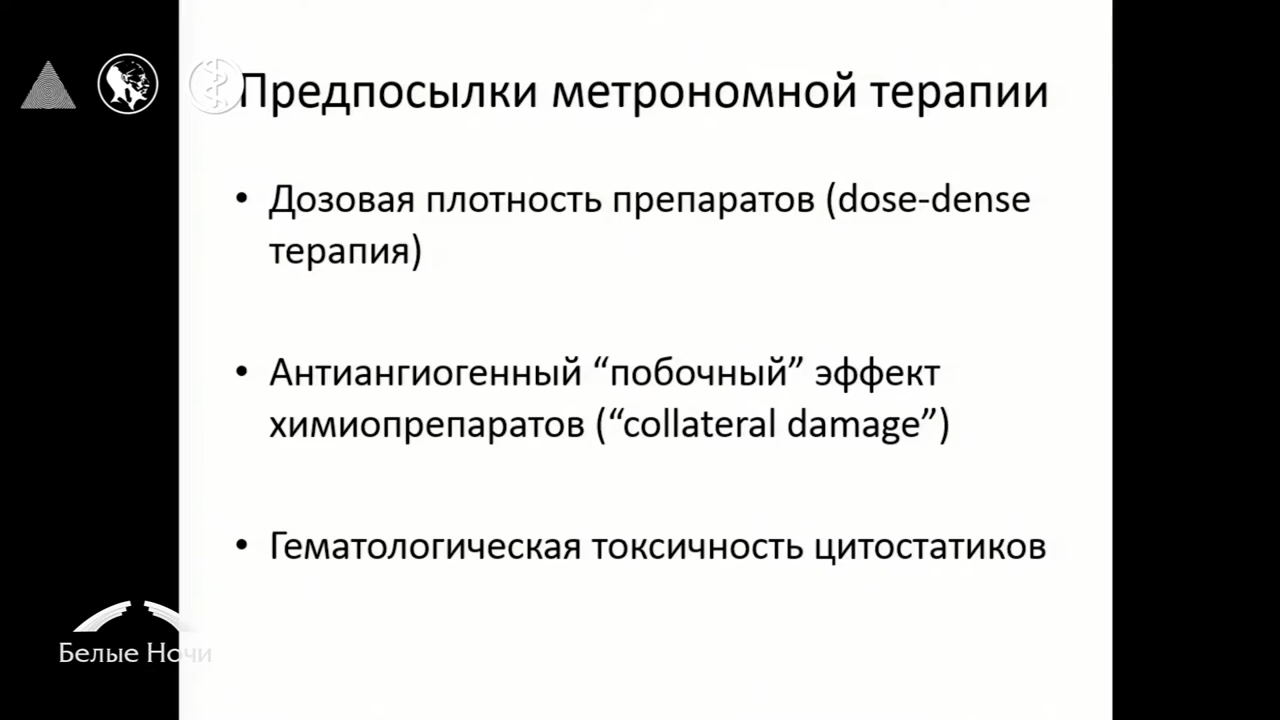 Предпосылки метрономной терапии
• Дозовая плотность препаратов (dose-dense
терапия)
• Антиангиогенный “побочный” эффект
химиопрепаратов (“collateral damage”)
• Гематологическая токсичность цитостатиков
Белые Ночи